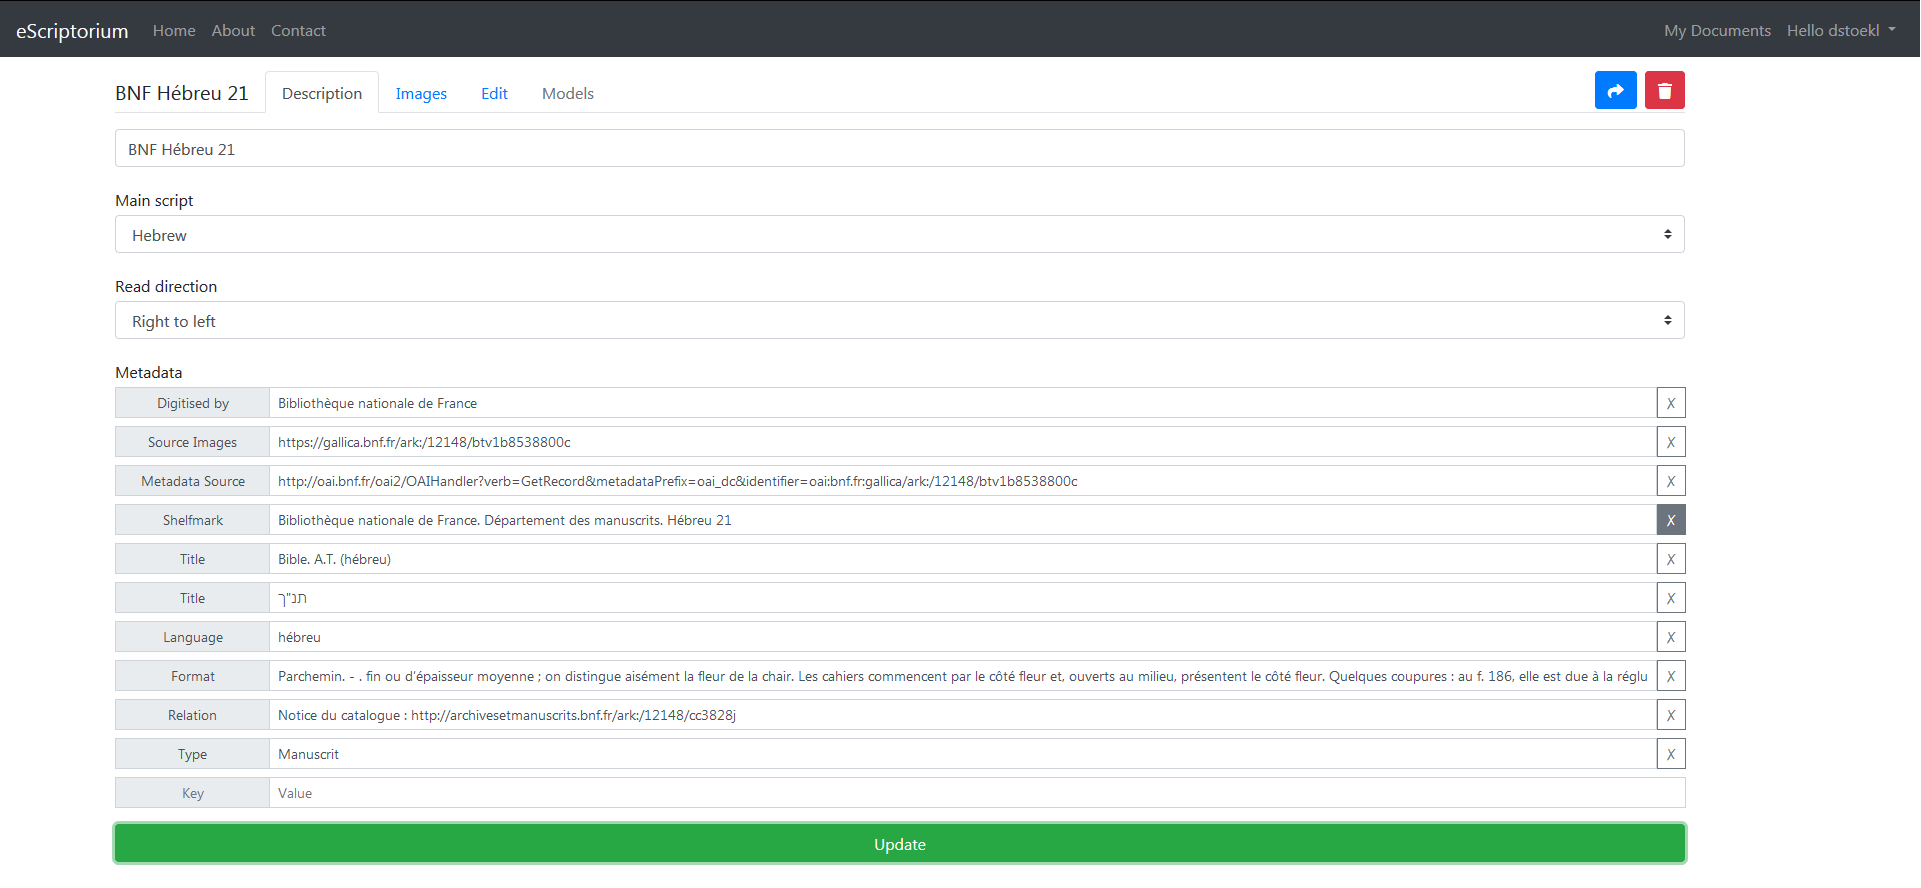 eScriptorium Home About Contact My Documents Hello dstoekl
BNF Hébreu 21 Description Images Edit Models
BNF Hébreu 21
Main script
Hebrew
Read direction
Right to left
Metadata
Digitised by Bibliothèque nationale de France X
Source Images https://gallica.bnf.fr/ark:/12148/btv1b8538800c X
Metadata Source http://oai.bnf.fr/oai2/OAIHandler?verb=GetRecord&metadataPrefix=oai_dc&identifier=oai:bnf.fr:gallica/ark:/12148/btv1b8538800c X
Shelfmark Bibliothèque nationale de France. Département des manuscrits. Hébreu 21 X
Title Bible. A.T. (hébreu) X
Title תנ"ך X
Language hébreu X
Format Parchemin. - . fin ou d'épaisseur moyenne ; on distingue aisément la fleur de la chair. Les cahiers commencent par le côté fleur et, ouverts au milieu, présentent le côté fleur. Quelques coupures : au f. 186, elle est due à la réglu X
Relation Notice du catalogue : http://archivesetmanuscrits.bnf.fr/ark:/12148/cc3828j X
Type Manuscrit X
Key Value
Update